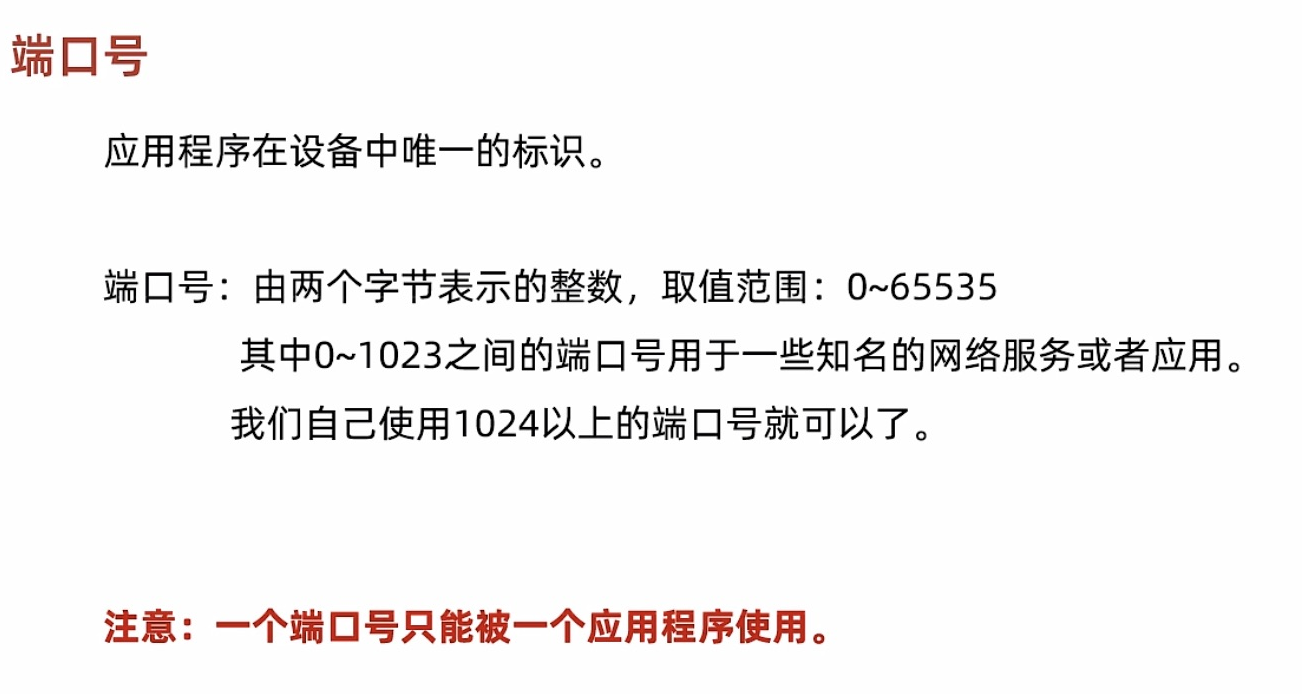 端口号
应用程序在设备中唯一的标识。
端口号：由两个字节表示的整数，取值范围：0~65535
其中0~1023之间的端口号用于一些知名的网络服务或者应用。
我们自己使用1024以上的端口号就可以了。
注意：一个端口号只能被一个应用程序使用。